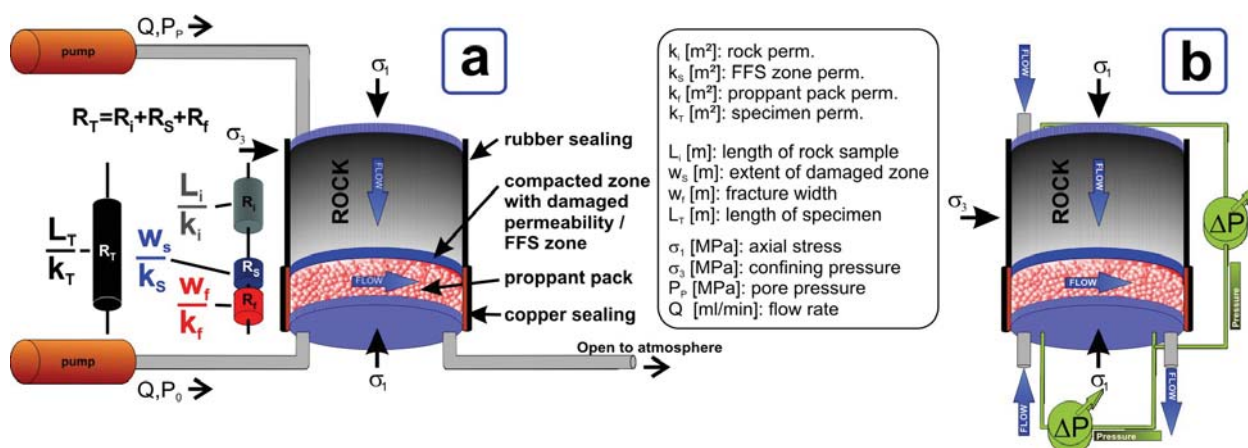 Q,Pₚ
pump
a
σ₁
R_T=R_i+R_S+R_f
σ₃
FLOW
ROCK
rubber sealing
L_i
k_i
R_i
compacted zone
with damaged
permeability /
FFS zone
L_T
k_T
R_T
w_s
k_S
R_S
w_f
k_f
R_f
FLOW
proppant pack
copper sealing
pump
Q,P₀
σ₁
Open to atmosphere
k_i [m²]: rock perm.
k_S [m²]: FFS zone perm.
k_f [m²]: proppant pack perm.
k_T [m²]: specimen perm.
L_i [m]: length of rock sample
w_S [m]: extent of damaged zone
w_f [m]: fracture width
L_T [m]: length of specimen
σ₁ [MPa]: axial stress
σ₃ [MPa]: confining pressure
P_P [MPa]: pore pressure
Q [ml/min]: flow rate
b
FLOW
σ₁
σ₃
ROCK
FLOW
ΔP
Pressure
FLOW
FLOW
σ₁
ΔP
Pressure
FLOW